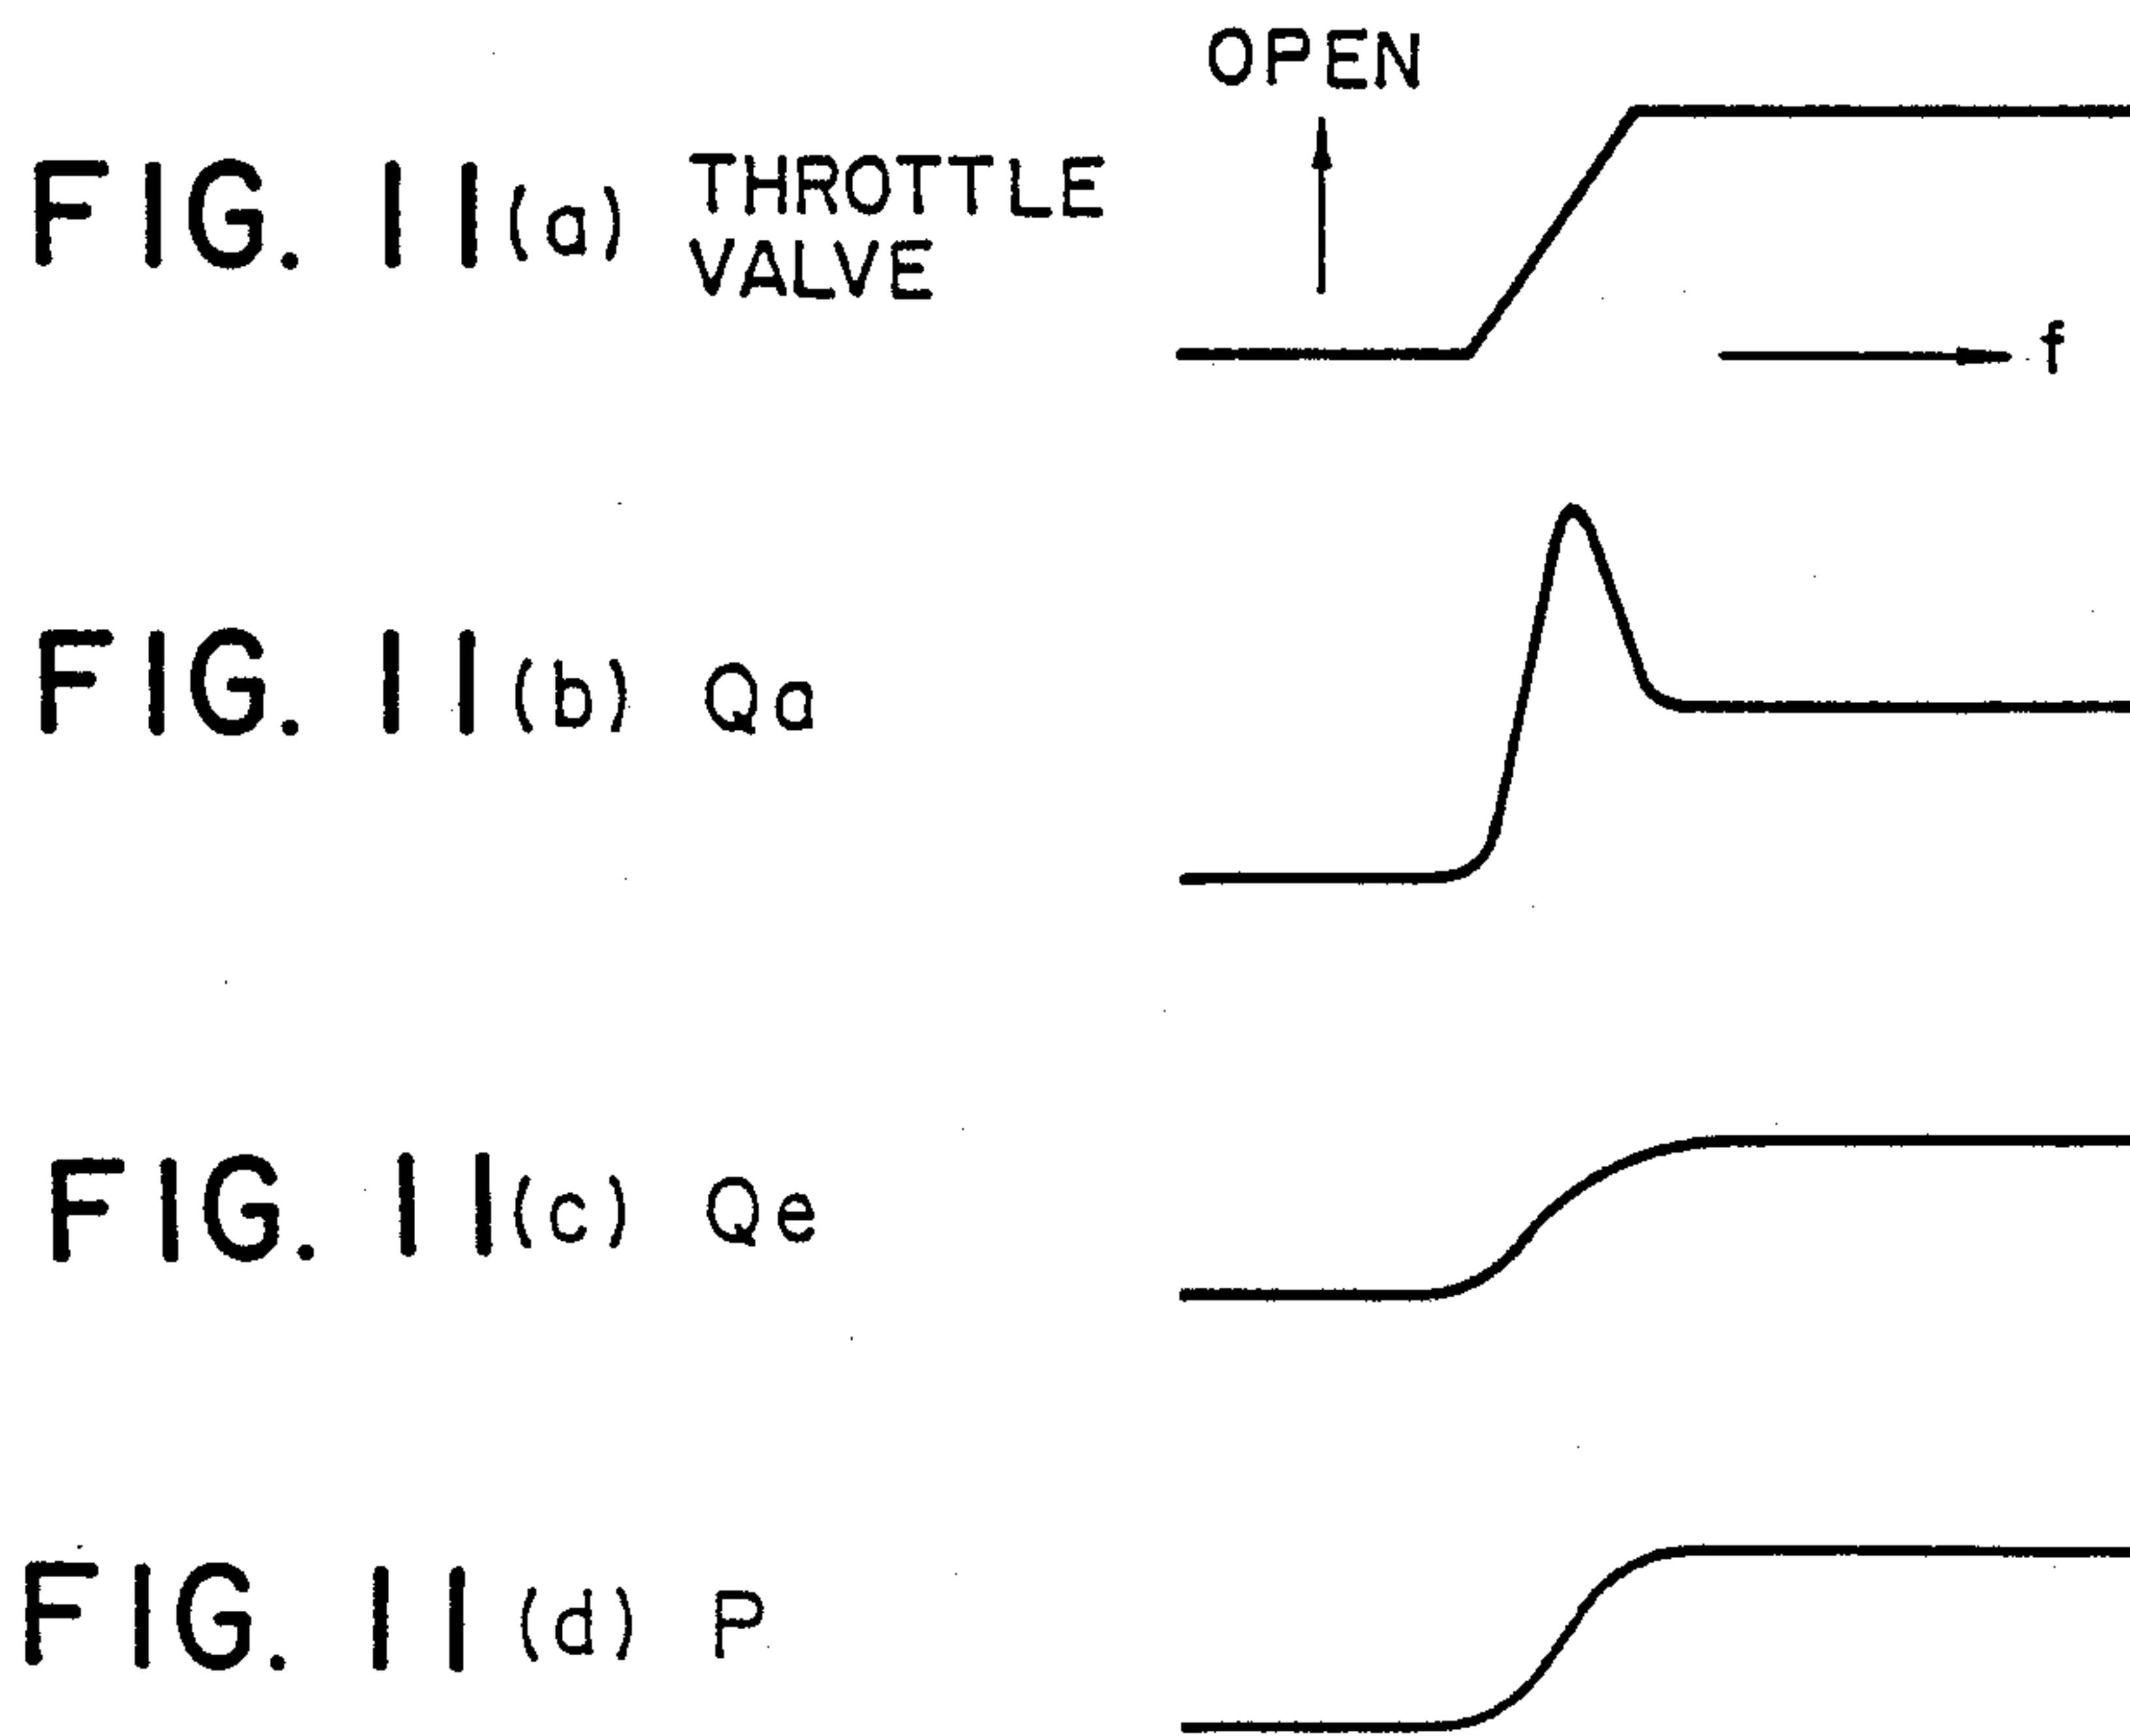 OPEN
FIG. 11(a) THROTTLE
VALVE
f
FIG. 11(b) Qa
FIG. 11(c) Qe
FIG. 11(d) P